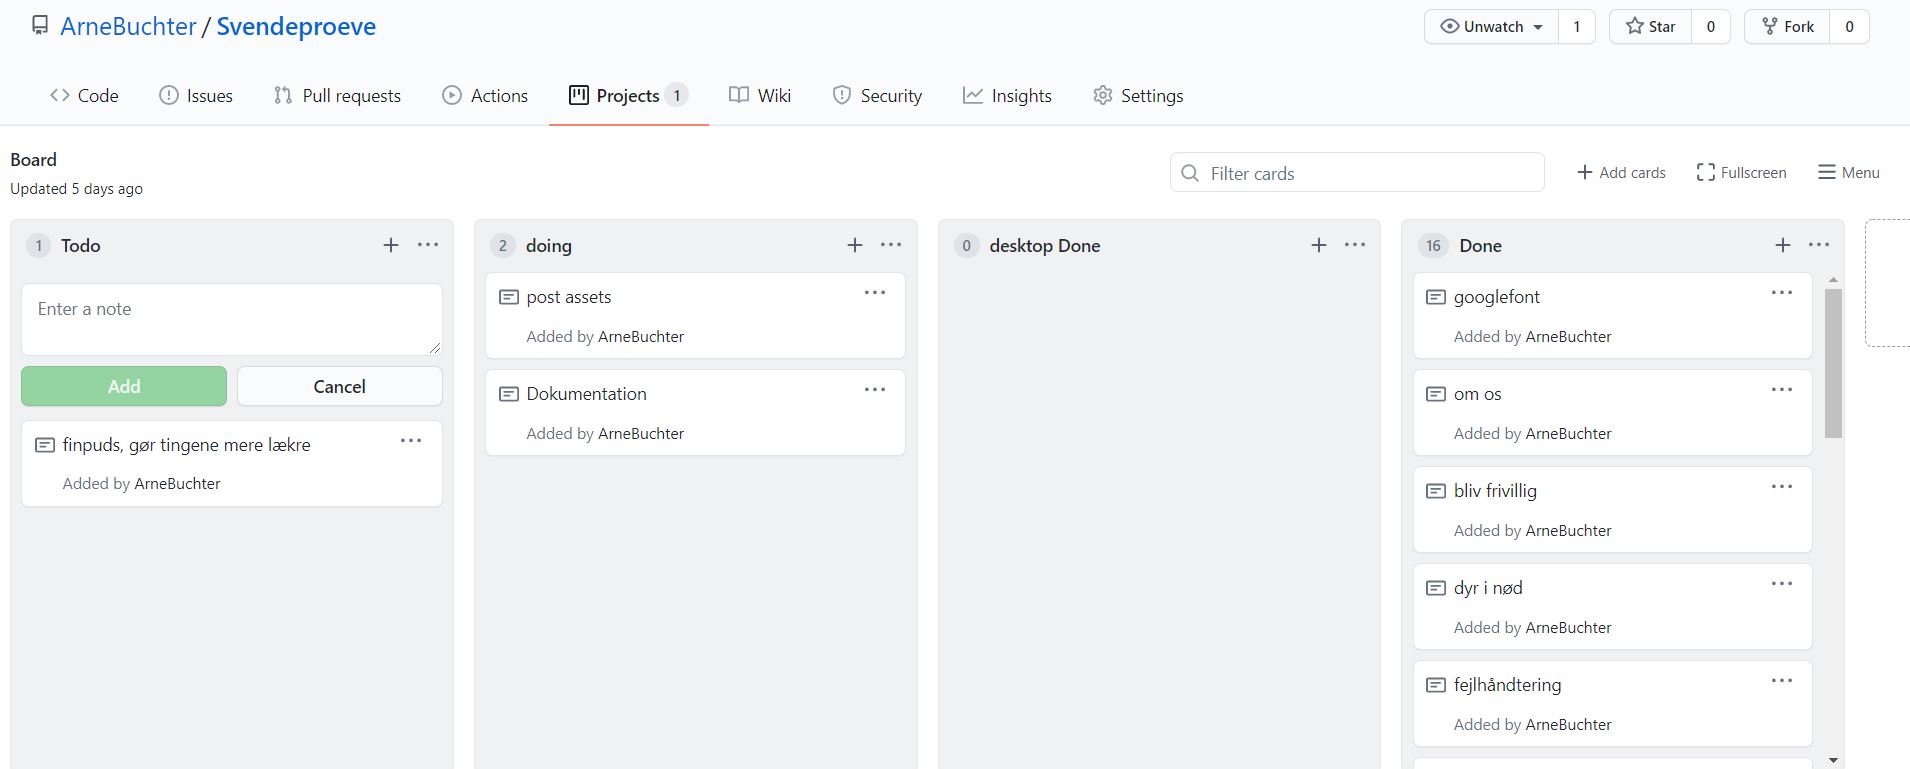 ArneBuchter / Svendeproeve
Unwatch 1 Star 0 Fork 0
Code Issues Pull requests Actions Projects 1 Wiki Security Insights Settings
Board
Updated 5 days ago
Filter cards
Add cards
Fullscreen
Menu
1 Todo
Enter a note
Add Cancel
finpuds, gør tingene mere lækre
Added by ArneBuchter
2 doing
post assets
Added by ArneBuchter
Dokumentation
Added by ArneBuchter
0 desktop Done
16 Done
googlefont
Added by ArneBuchter
om os
Added by ArneBuchter
bliv frivillig
Added by ArneBuchter
dyr i nød
Added by ArneBuchter
fejlhåndtering
Added by ArneBuchter